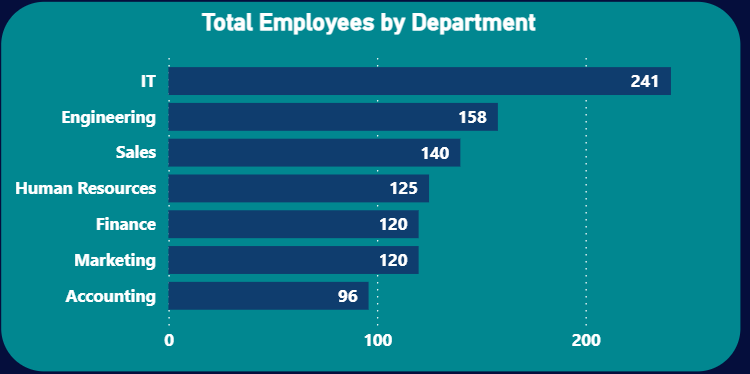 Total Employees by Department
IT 241
Engineering 158
Sales 140
Human Resources 125
Finance 120
Marketing 120
Accounting 96
0 100 200